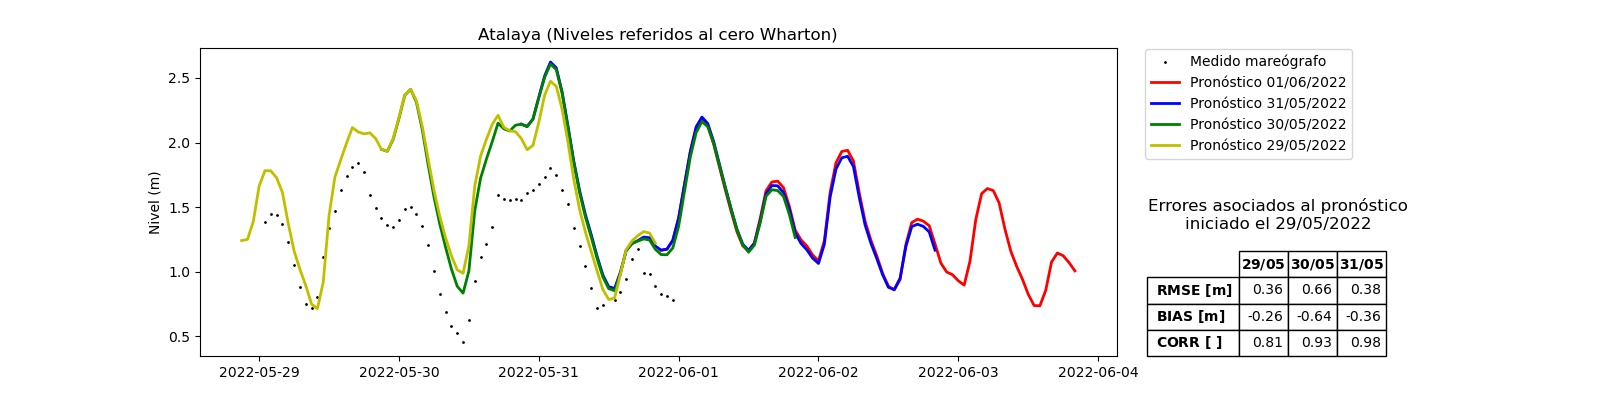 Atalaya (Niveles referidos al cero Wharton)
Nivel (m)
2.5
2.0
1.5
1.0
0.5
2022-05-29 2022-05-30 2022-05-31 2022-06-01 2022-06-02 2022-06-03 2022-06-04
Medido mareógrafo
Pronóstico 01/06/2022
Pronóstico 31/05/2022
Pronóstico 30/05/2022
Pronóstico 29/05/2022
Errores asociados al pronóstico
iniciado el 29/05/2022
29/05 30/05 31/05
RMSE [m] 0.36 0.66 0.38
BIAS [m] -0.26 -0.64 -0.36
CORR [ ] 0.81 0.93 0.98